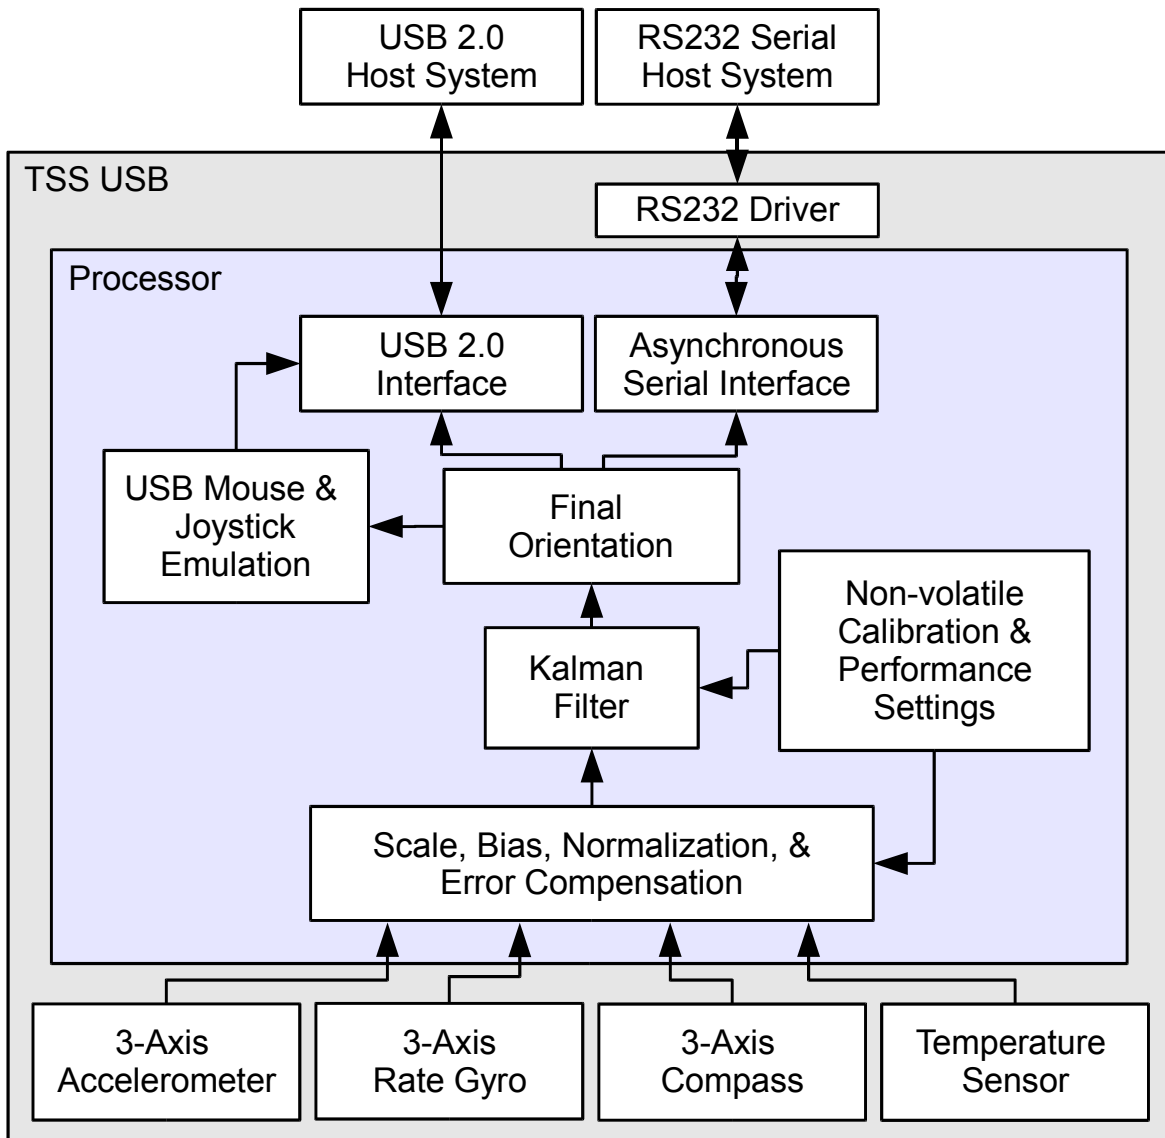 USB 2.0
Host System
RS232 Serial
Host System
TSS USB
RS232 Driver
Processor
USB 2.0
Interface
Asynchronous
Serial Interface
USB Mouse &
Joystick
Emulation
Final
Orientation
Non-volatile
Calibration &
Performance
Settings
Kalman
Filter
Scale, Bias, Normalization, &
Error Compensation
3-Axis
Accelerometer
3-Axis
Rate Gyro
3-Axis
Compass
Temperature
Sensor